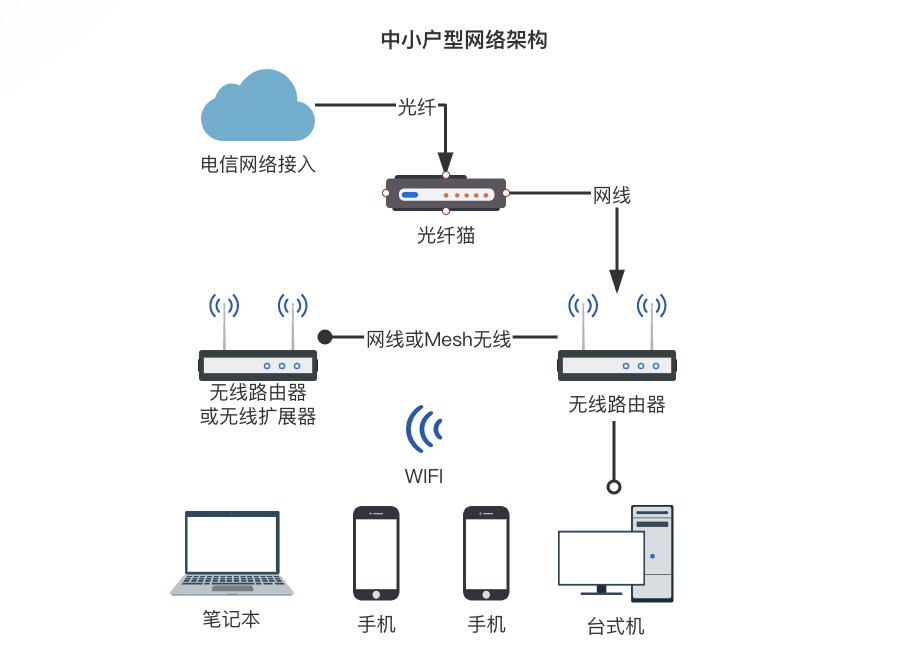 中小户型网络架构
光纤
电信网络接入
网线
光纤猫
网线或Mesh无线
无线路由器
或无线扩展器
无线路由器
WIFI
笔记本
手机
手机
台式机